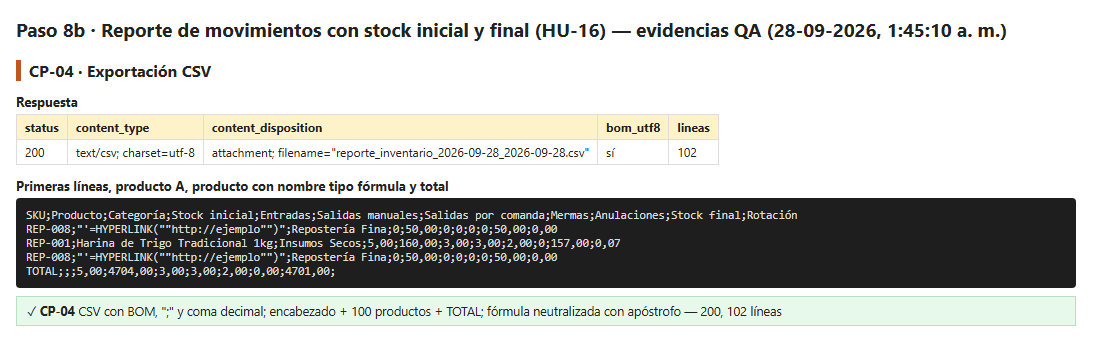 Paso 8b · Reporte de movimientos con stock inicial y final (HU-16) — evidencias QA (28-09-2026, 1:45:10 a. m.)
CP-04 · Exportación CSV
Respuesta
status content_type content_disposition bom_utf8 lineas
200 text/csv; charset=utf-8 attachment; filename="reporte_inventario_2026-09-28_2026-09-28.csv" sí 102
Primeras líneas, producto A, producto con nombre tipo fórmula y total
SKU;Producto;Categoría;Stock inicial;Entradas;Salidas manuales;Salidas por comanda;Mermas;Anulaciones;Stock final;Rotación
REP-008;"'=HYPERLINK(""http://ejemplo"")";Repostería Fina;0;50,00;0;0;0;0;50,00;0,00
REP-001;Harina de Trigo Tradicional 1kg;Insumos Secos;5,00;160,00;3,00;3,00;2,00;0;157,00;0,07
REP-008;"'=HYPERLINK(""http://ejemplo"")";Repostería Fina;0;50,00;0;0;0;0;50,00;0,00
TOTAL;;;5,00;4704,00;3,00;3,00;2,00;0,00;4701,00;
✓ CP-04 CSV con BOM, ";" y coma decimal; encabezado + 100 productos + TOTAL; fórmula neutralizada con apóstrofo — 200, 102 líneas